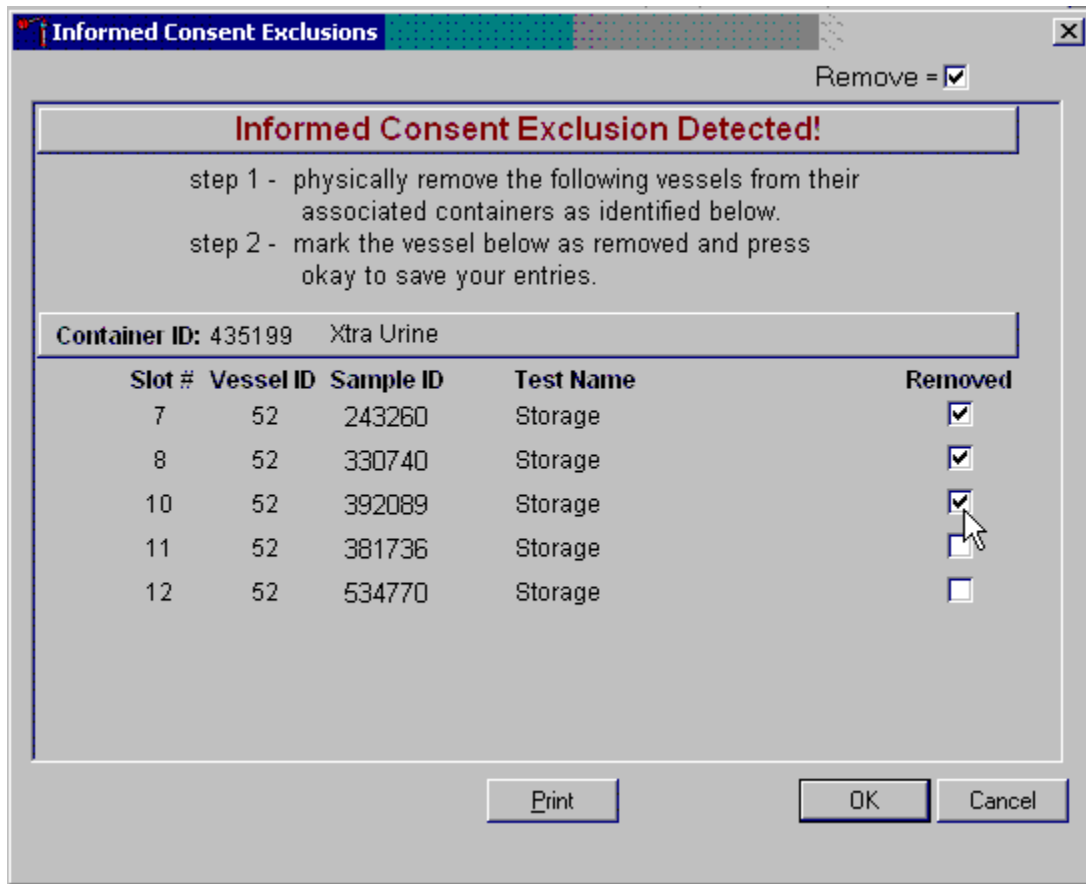 Informed Consent Exclusions
Remove =
Informed Consent Exclusion Detected!
step 1 - physically remove the following vessels from their
associated containers as identified below.
step 2 - mark the vessel below as removed and press
okay to save your entries.
Container ID: 435199 Xtra Urine
Slot # Vessel ID Sample ID Test Name Removed
7 52 243260 Storage
8 52 330740 Storage
10 52 392089 Storage
11 52 381736 Storage
12 52 534770 Storage
Print OK Cancel